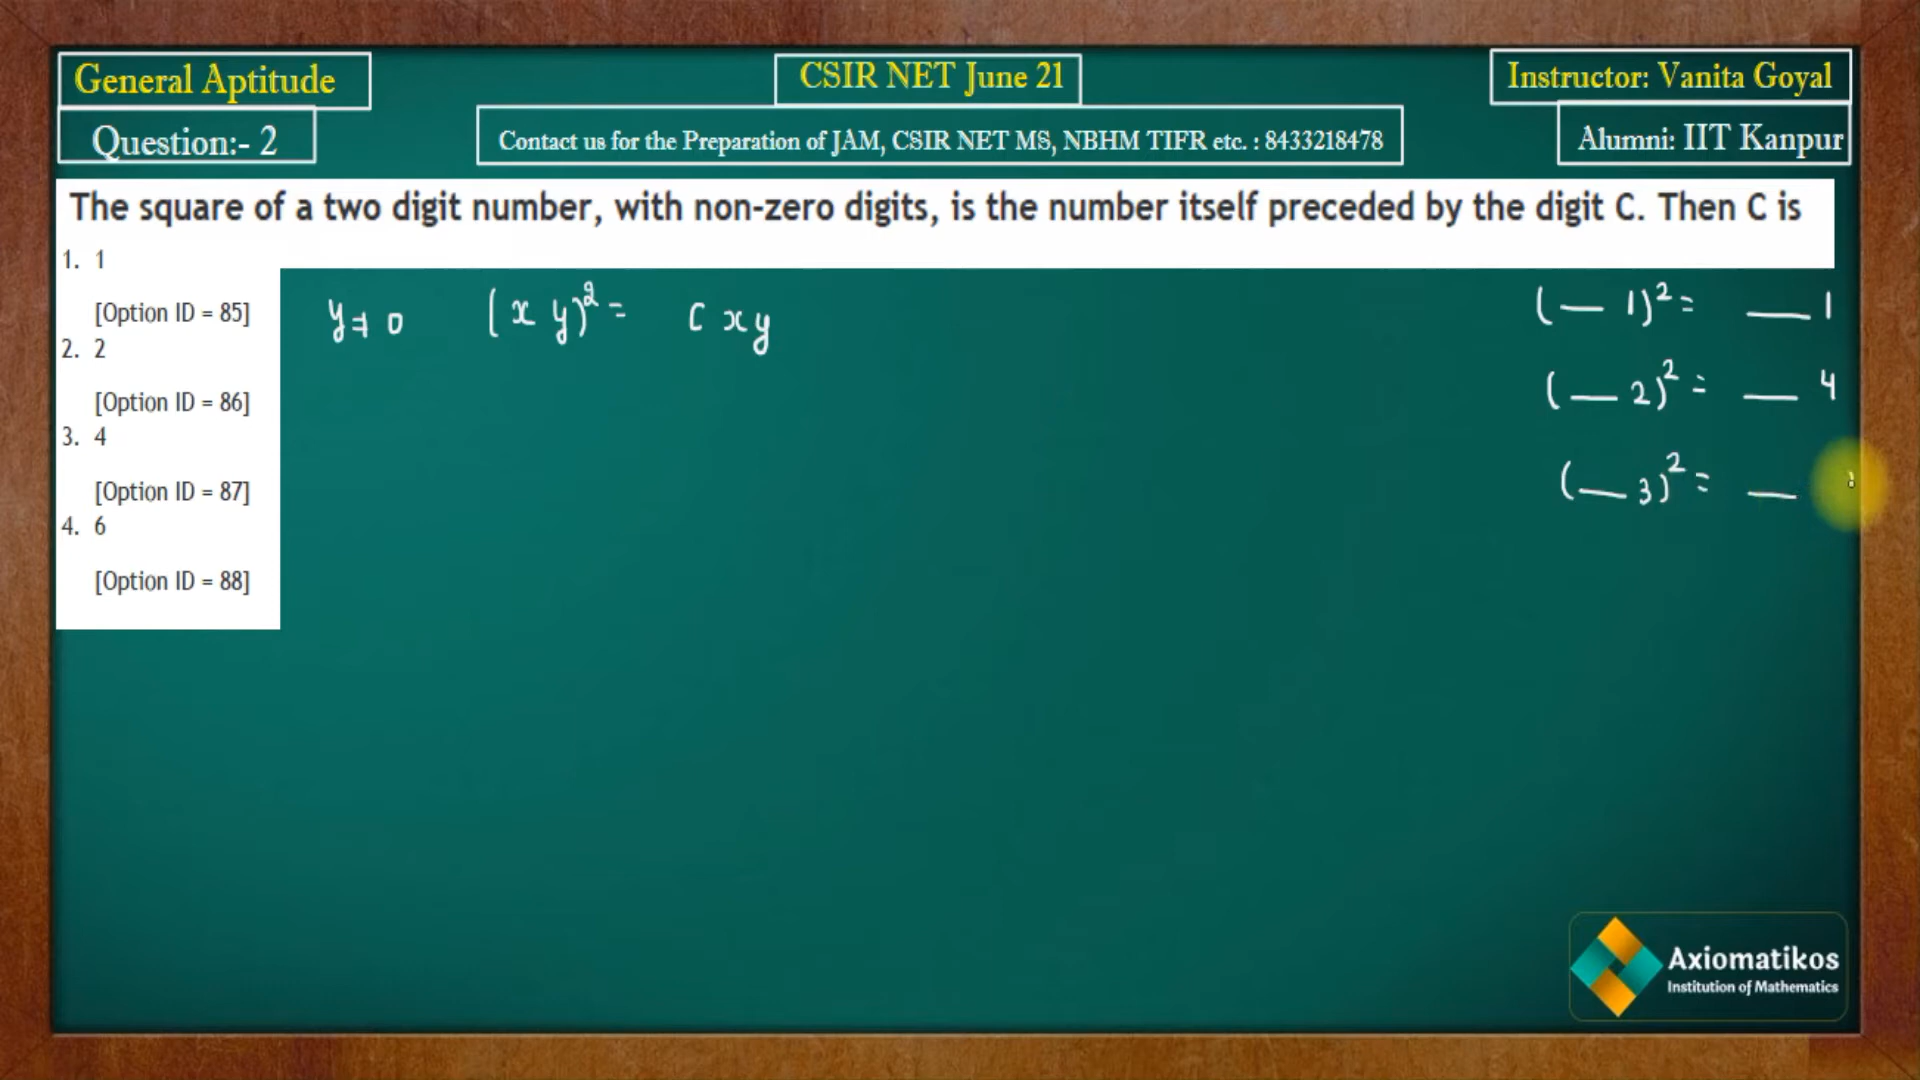 General Aptitude
CSIR NET June 21
Instructor: Vanita Goyal
Question:- 2
Contact us for the Preparation of JAM, CSIR NET MS, NBHM TIFR etc. : 8433218478
Alumni: IIT Kanpur
The square of a two digit number, with non-zero digits, is the number itself preceded by the digit C. Then C is
1. 1
[Option ID = 85]
2. 2
[Option ID = 86]
3. 4
[Option ID = 87]
4. 6
[Option ID = 88]
y ≠ 0 (x y)² = C x y
(— 1)² = — 1
(— 2)² = — 4
(— 3)² = —
Axiomatikos
Institution of Mathematics